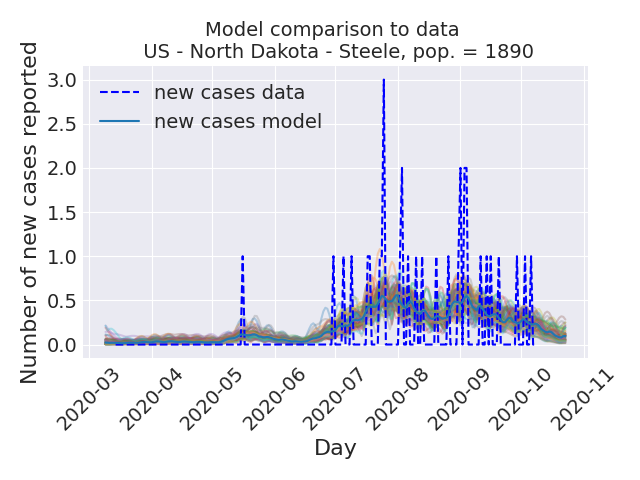 Model comparison to data
US - North Dakota - Steele, pop. = 1890
Number of new cases reported
3.0
2.5
2.0
1.5
1.0
0.5
0.0
new cases data
new cases model
2020-03
2020-04
2020-05
2020-06
2020-07
2020-08
2020-09
2020-10
2020-11
Day